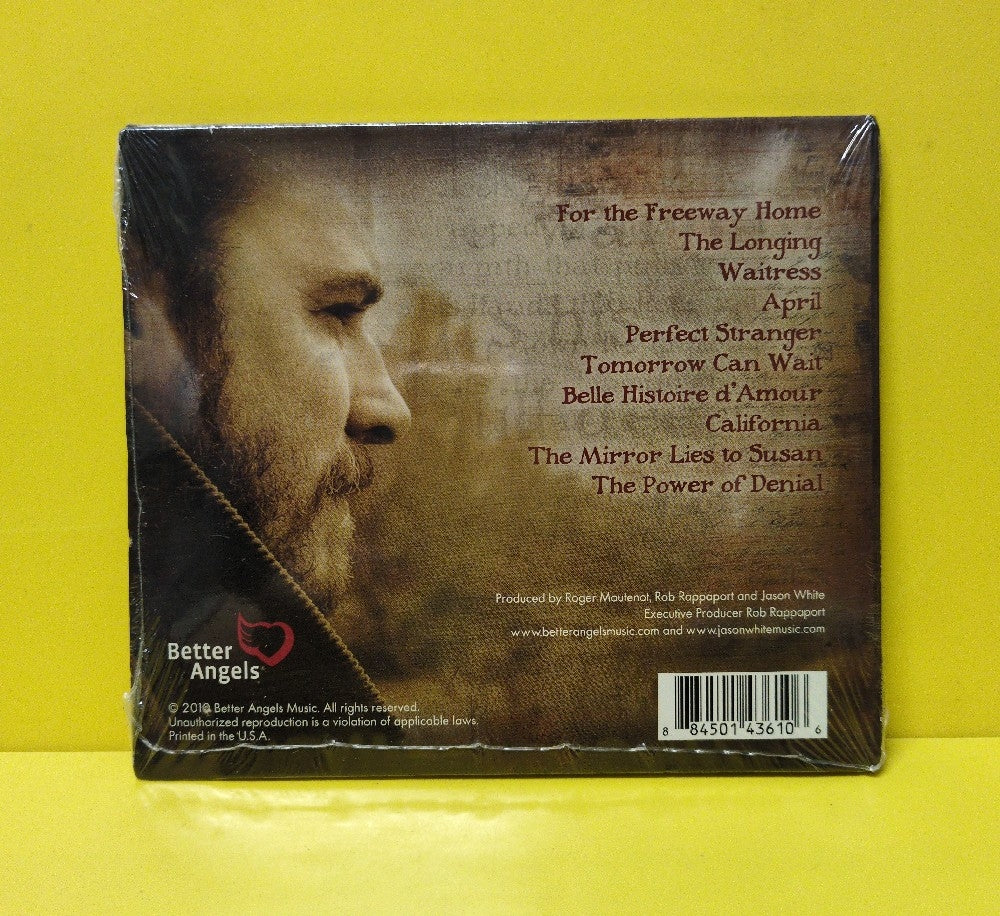 For the Freeway Home
The Longing
Waitress
April
Perfect Stranger
Tomorrow Can Wait
Belle Histoire d'Amour
California
The Mirror Lies to Susan
The Power of Denial
Produced by Roger Moutenot, Rob Rappaport and Jason White
Executive Producer Rob Rappaport
www.betterangelsmusic.com and www.jasonwhitemusic.com
Better
Angels
© 2010 Better Angels Music. All rights reserved.
Unauthorized reproduction is a violation of applicable laws.
Printed in the U.S.A.
8 84501 43610 6